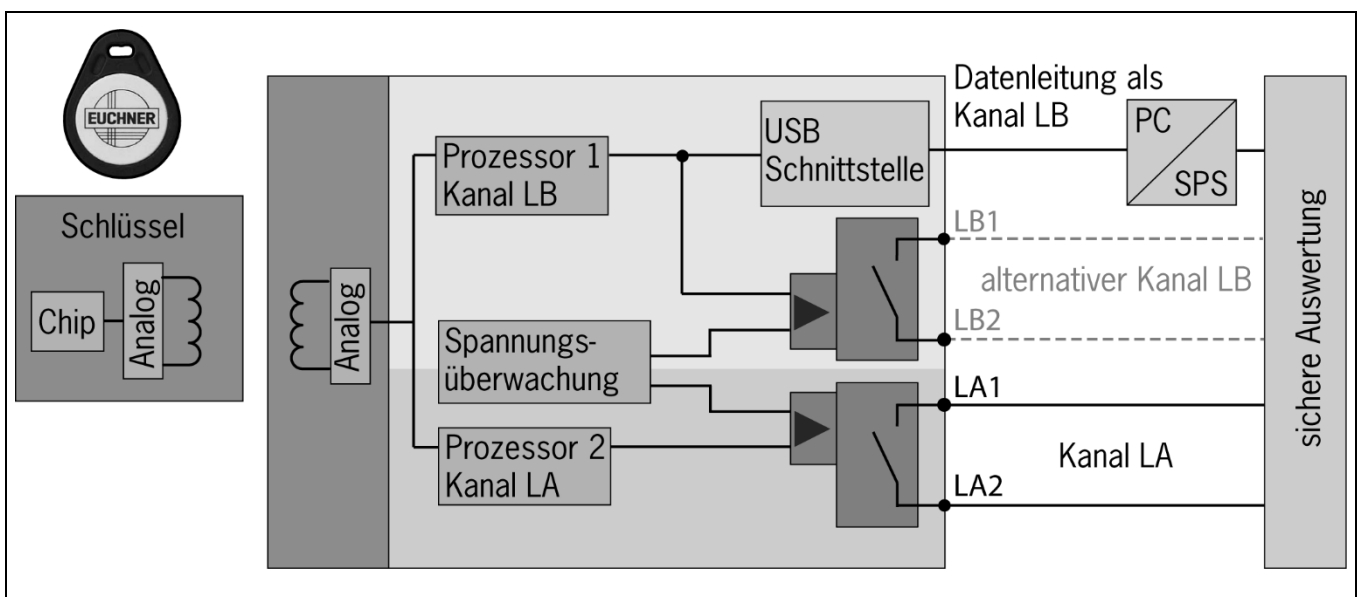 EUCHNER
Schlüssel
Chip
Analog
Analog
Prozessor 1
Kanal LB
Spannungs-
überwachung
Prozessor 2
Kanal LA
USB
Schnittstelle
Datenleitung als
Kanal LB
PC
SPS
LB1
alternativer Kanal LB
LB2
LA1
Kanal LA
LA2
sichere Auswertung